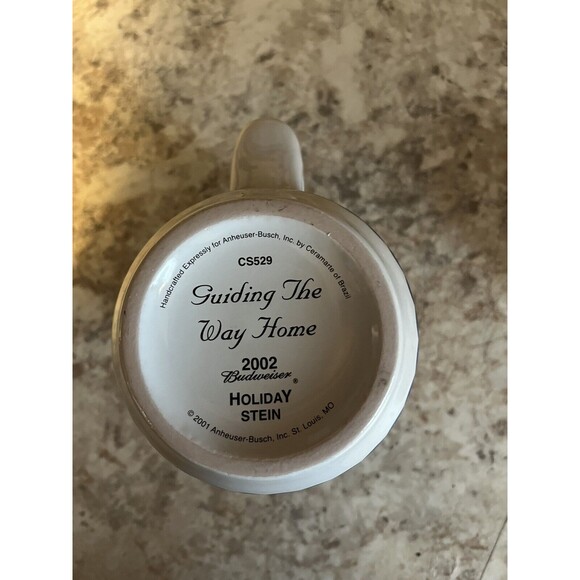 Handcrafted Expressly for Anheuser-Busch, Inc. by Ceramarte of Brazil
CS529
Guiding The
Way Home
2002
Budweiser®
HOLIDAY
STEIN
© 2001 Anheuser-Busch, Inc. St. Louis, MO